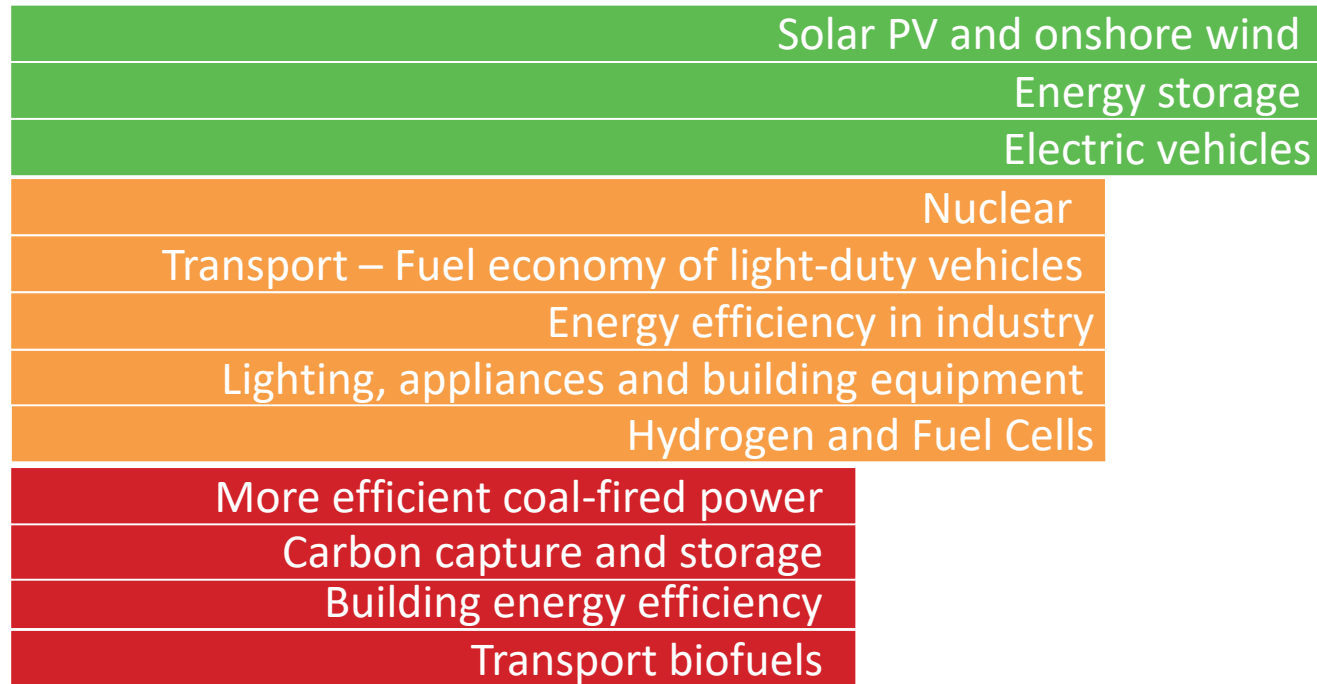 Solar PV and onshore wind
Energy storage
Electric vehicles
Nuclear
Transport – Fuel economy of light-duty vehicles
Energy efficiency in industry
Lighting, appliances and building equipment
Hydrogen and Fuel Cells
More efficient coal-fired power
Carbon capture and storage
Building energy efficiency
Transport biofuels